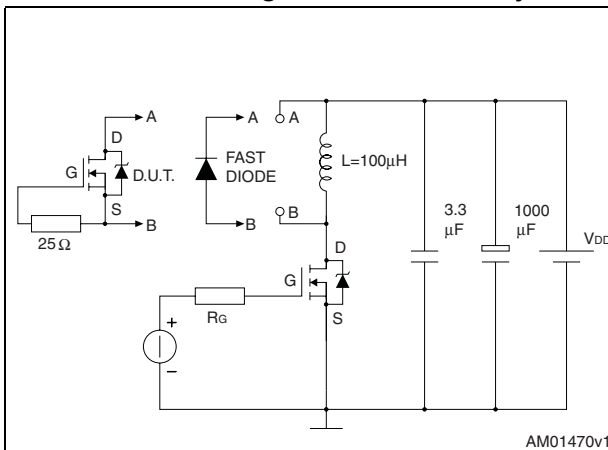 A
D
G
D.U.T.
S
B
25 Ω
A
FAST
DIODE
B
A
L=100μH
B
D
G
S
RG
+
−
3.3
μF
1000
μF
VDD
AM01470v1